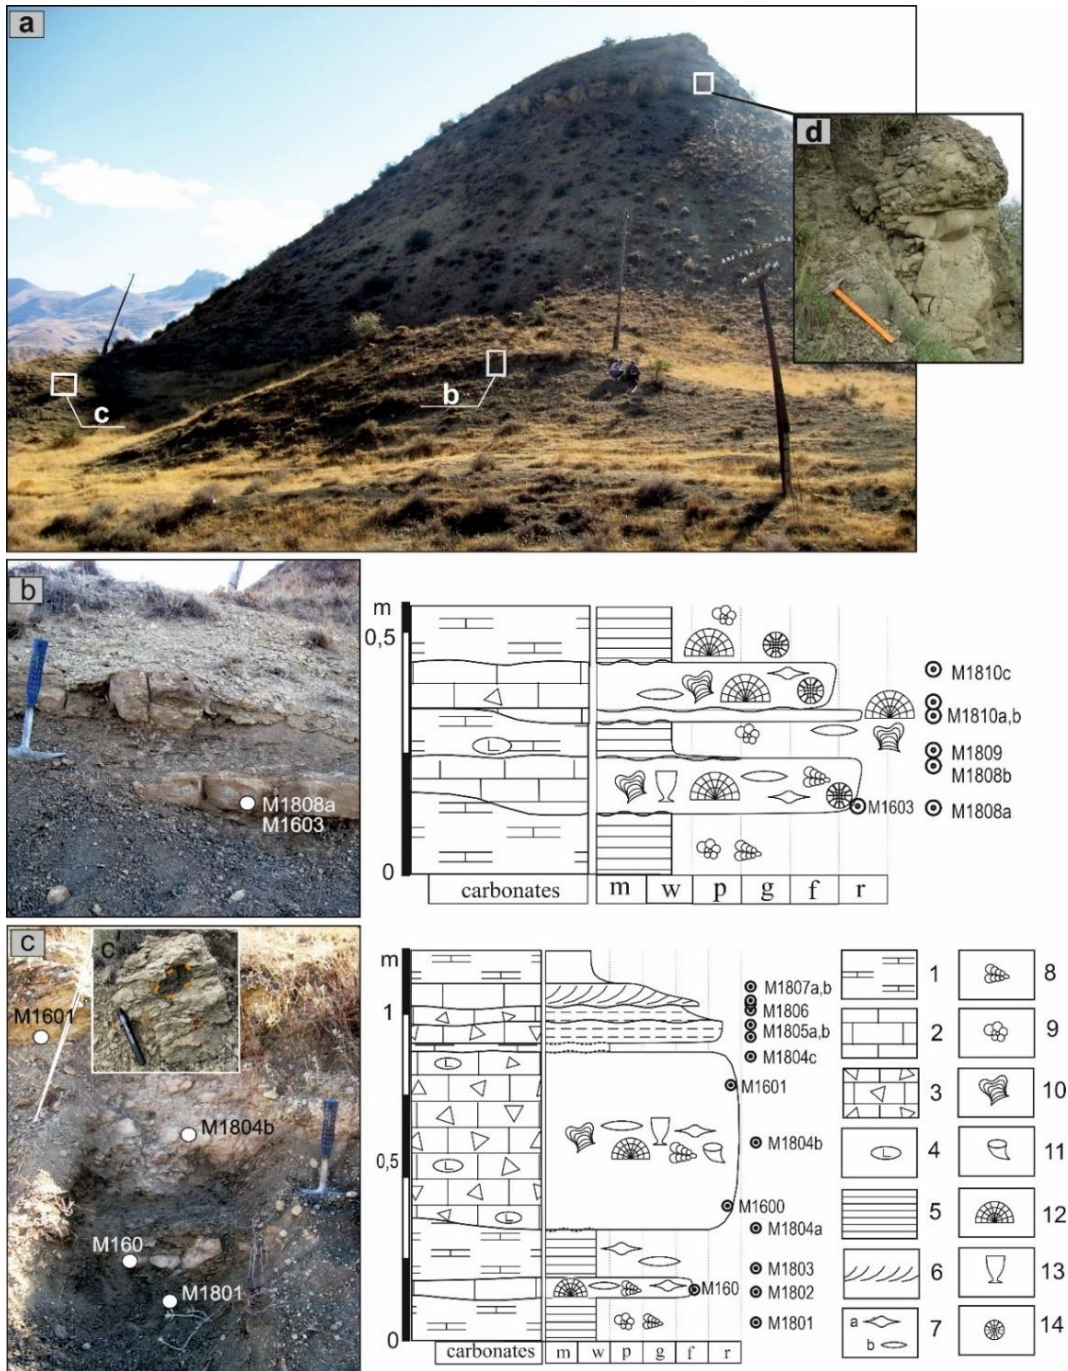 a
d
c
b
b
M1808a
M1603
m
0,5
0
carbonates
m w p g f r
M1810c
M1810a,b
M1809
M1808b
M1603
M1808a
c
c
M1601
M1804b
M160
M1801
m
1
0,5
0
carbonates
m w p g f r
M1807a,b
M1806
M1805a,b
M1804c
M1601
M1804b
M1600
M1804a
M1803
M160
M1802
M1801
L
L
L
L
1
2
3
L 4
5
6
a
b
7
8
9
10
11
12
13
14